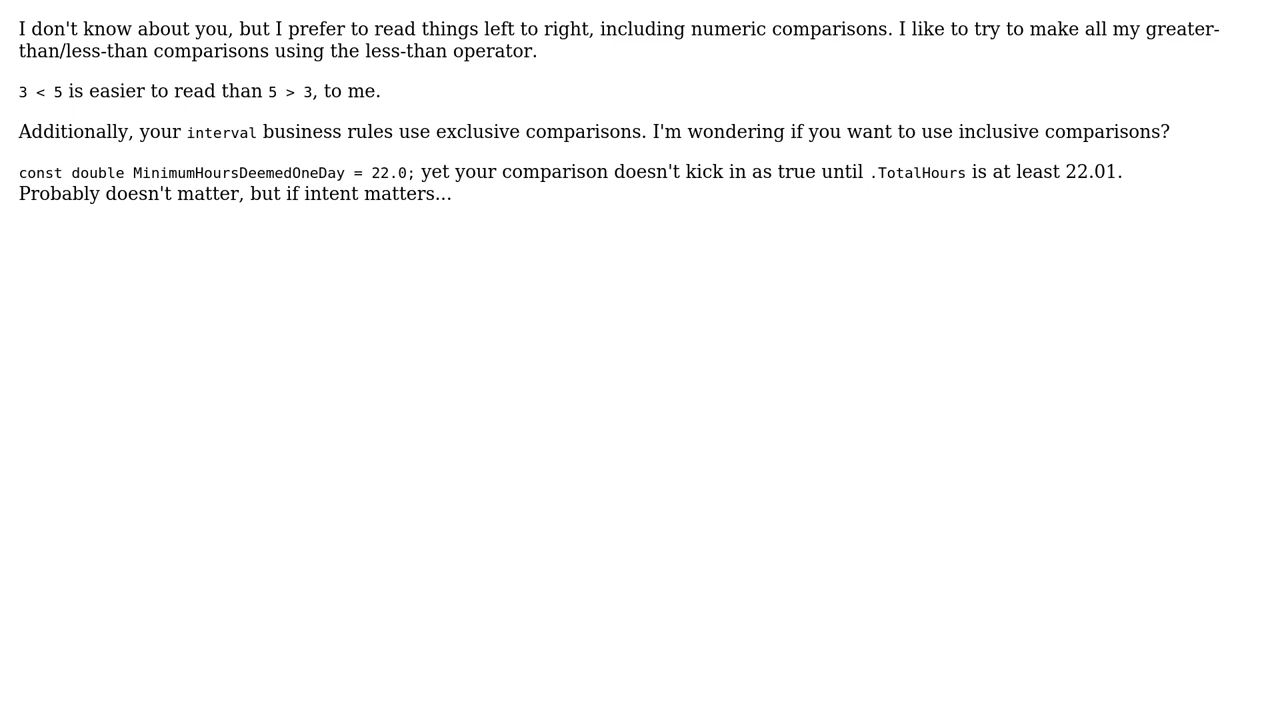 I don't know about you, but I prefer to read things left to right, including numeric comparisons. I like to try to make all my greater-
than/less-than comparisons using the less-than operator.
3 < 5 is easier to read than 5 > 3, to me.
Additionally, your interval business rules use exclusive comparisons. I'm wondering if you want to use inclusive comparisons?
const double MinimumHoursDeemedOneDay = 22.0; yet your comparison doesn't kick in as true until .TotalHours is at least 22.01.
Probably doesn't matter, but if intent matters...